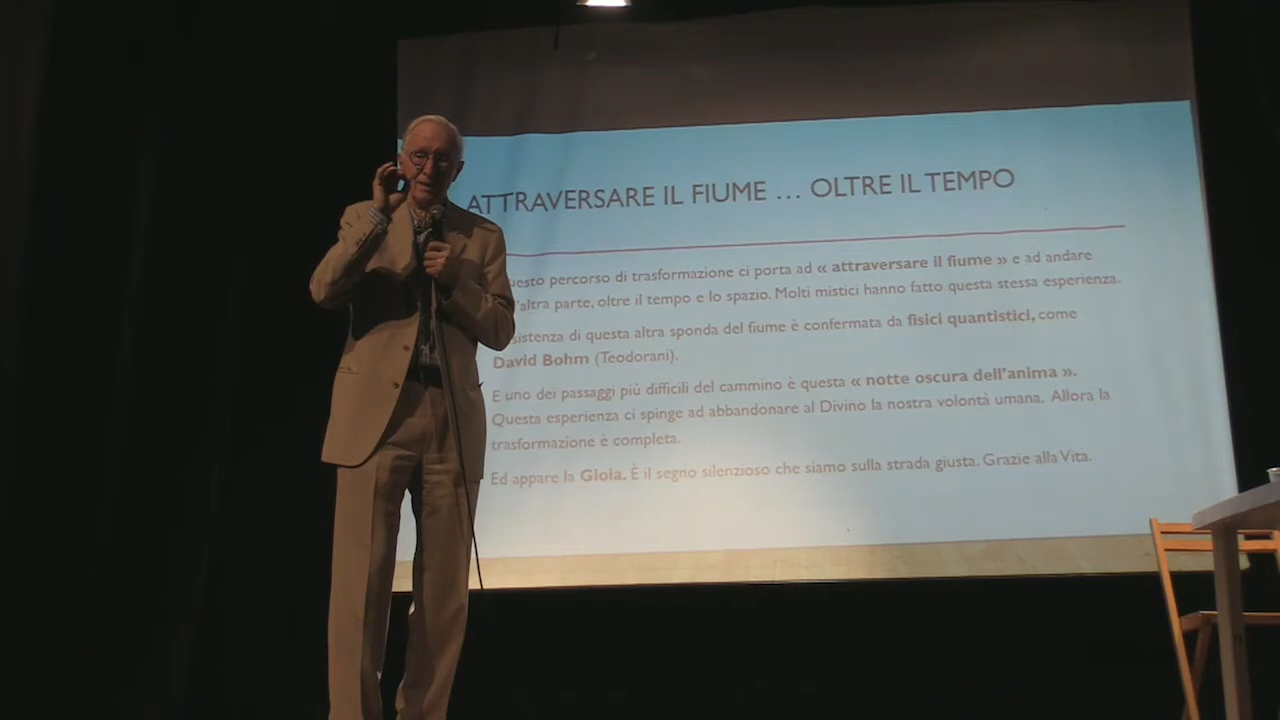 ATTRAVERSARE IL FIUME ... OLTRE IL TEMPO
uesto percorso di trasformazione ci porta ad « attraversare il fiume » e ad andare
l'altra parte, oltre il tempo e lo spazio. Molti mistici hanno fatto questa stessa esperienza.
sistenza di questa altra sponda del fiume è confermata da fisici quantistici, come
David Bohm (Teodorani).
E uno dei passaggi più difficili del cammino è questa « notte oscura dell'anima ».
Questa esperienza ci spinge ad abbandonare al Divino la nostra volontà umana. Allora la
trasformazione è completa.
Ed appare la Gioia. È il segno silenzioso che siamo sulla strada giusta. Grazie alla Vita.